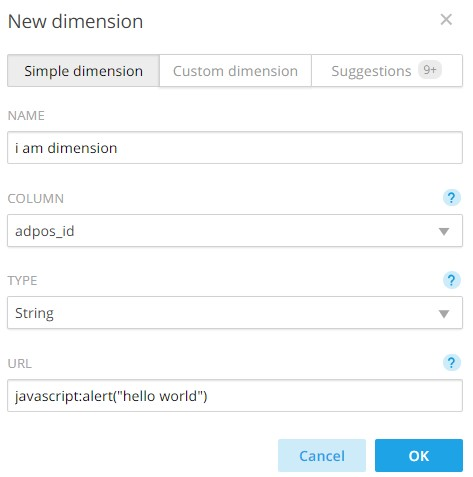 New dimension
Simple dimension Custom dimension Suggestions 9+
NAME
i am dimension
COLUMN ?
adpos_id
TYPE ?
String
URL ?
javascript:alert("hello world")
Cancel OK